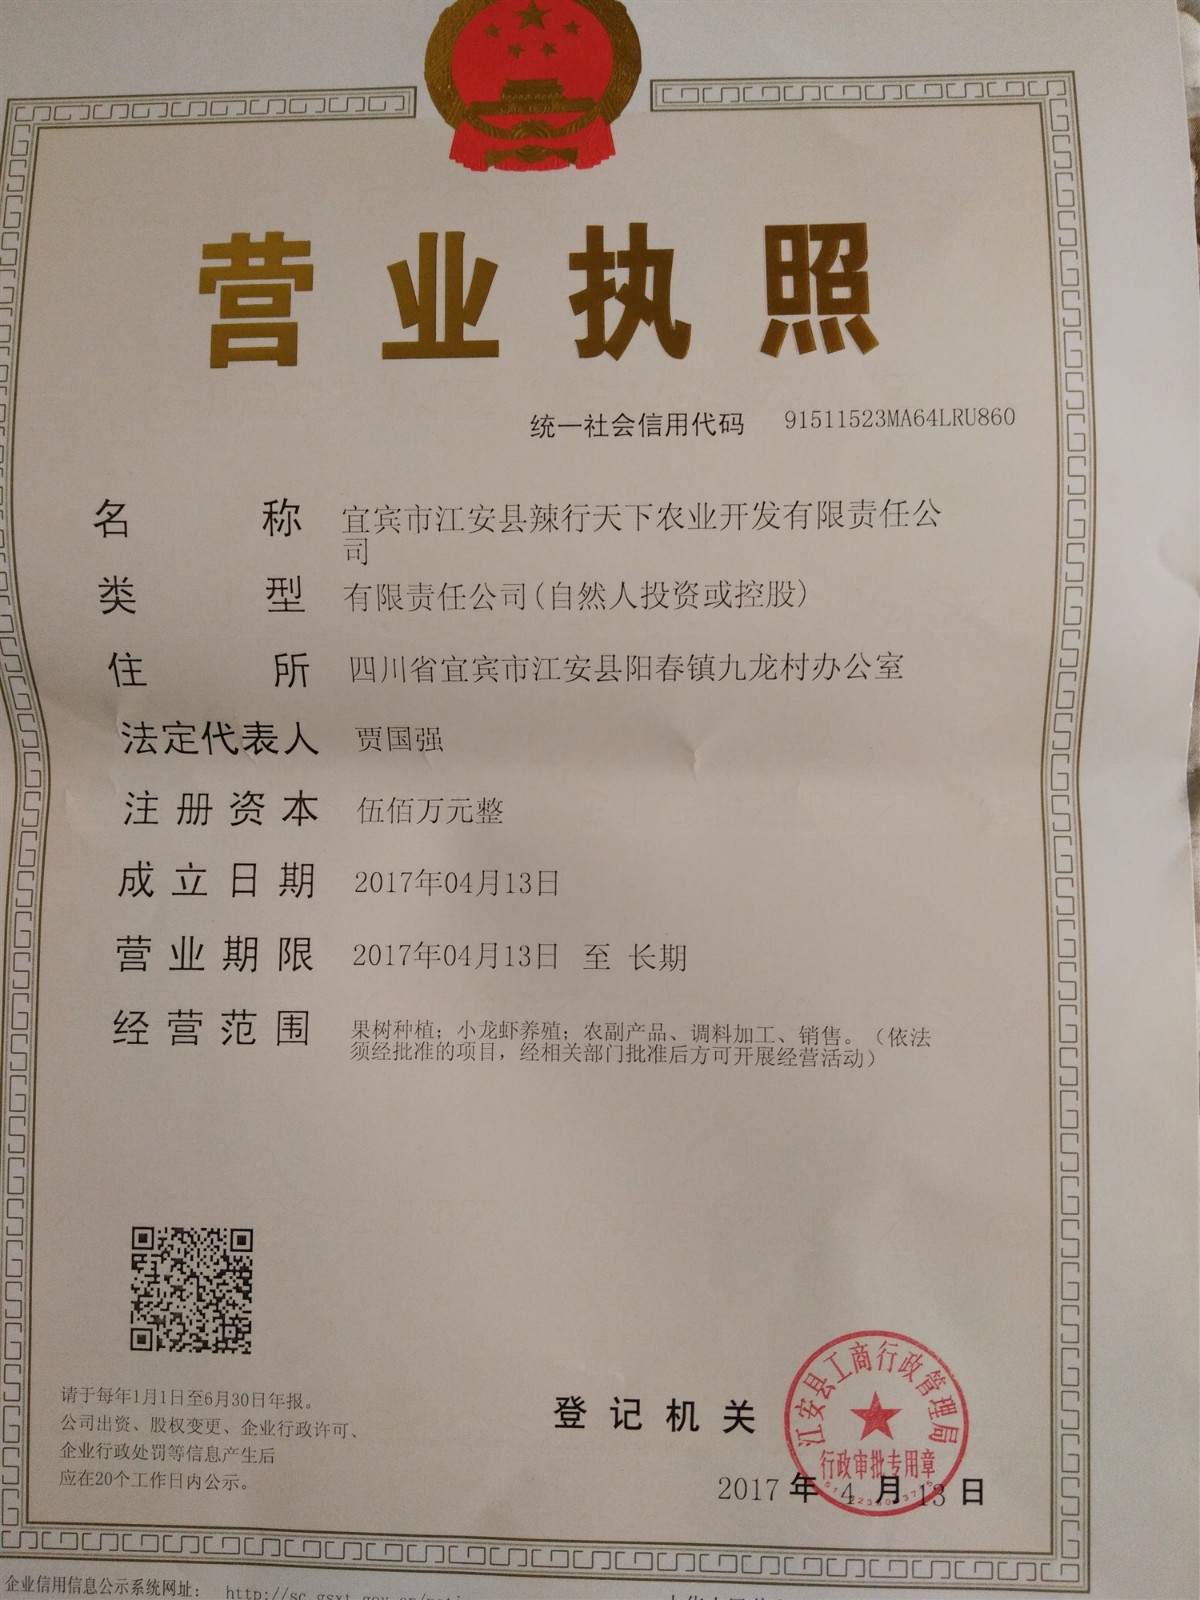 营业执照
统一社会信用代码 91511523MA64LRU860
名称 宜宾市江安县辣行天下农业开发有限责任公
司
类型 有限责任公司(自然人投资或控股)
住所 四川省宜宾市江安县阳春镇九龙村办公室
法定代表人 贾国强
注册资本 伍佰万元整
成立日期 2017年04月13日
营业期限 2017年04月13日 至 长期
经营范围 果树种植；小龙虾养殖；农副产品、调料加工、销售。（依法
须经批准的项目，经相关部门批准后方可开展经营活动）
请于每年1月1日至6月30日年报。
公司出资、股权变更、企业行政许可、
企业行政处罚等信息产生后
应在20个工作日内公示。
登记机关
江安县工商行政管理局
行政审批专用章
2017 年 4 月 13 日
企业信用信息公示系统网址： http://sc.gsxt.gov.cn/